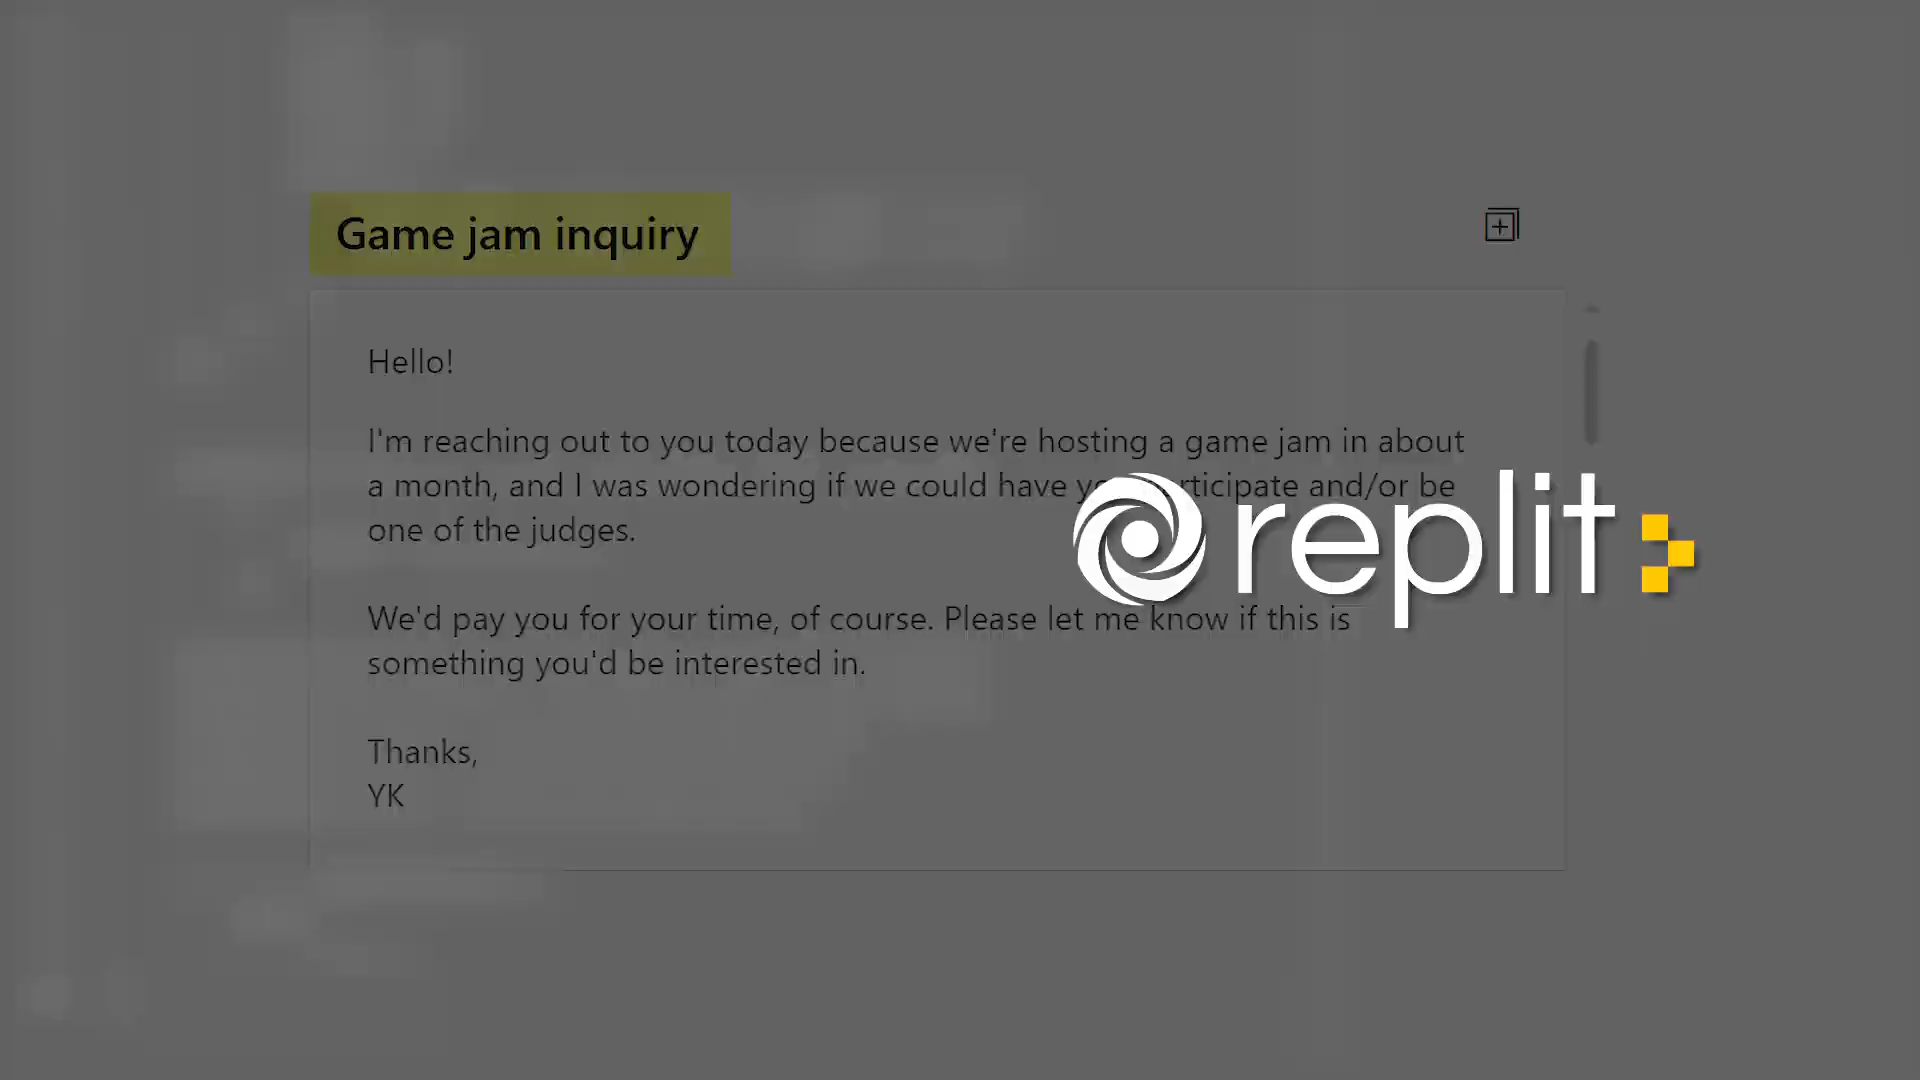 Game jam inquiry
Hello!
I'm reaching out to you today because we're hosting a game jam in about
a month, and I was wondering if we could have participate and/or be
one of the judges.
replit
We'd pay you for your time, of course. Please let me know if this is
something you'd be interested in.
Thanks,
YK